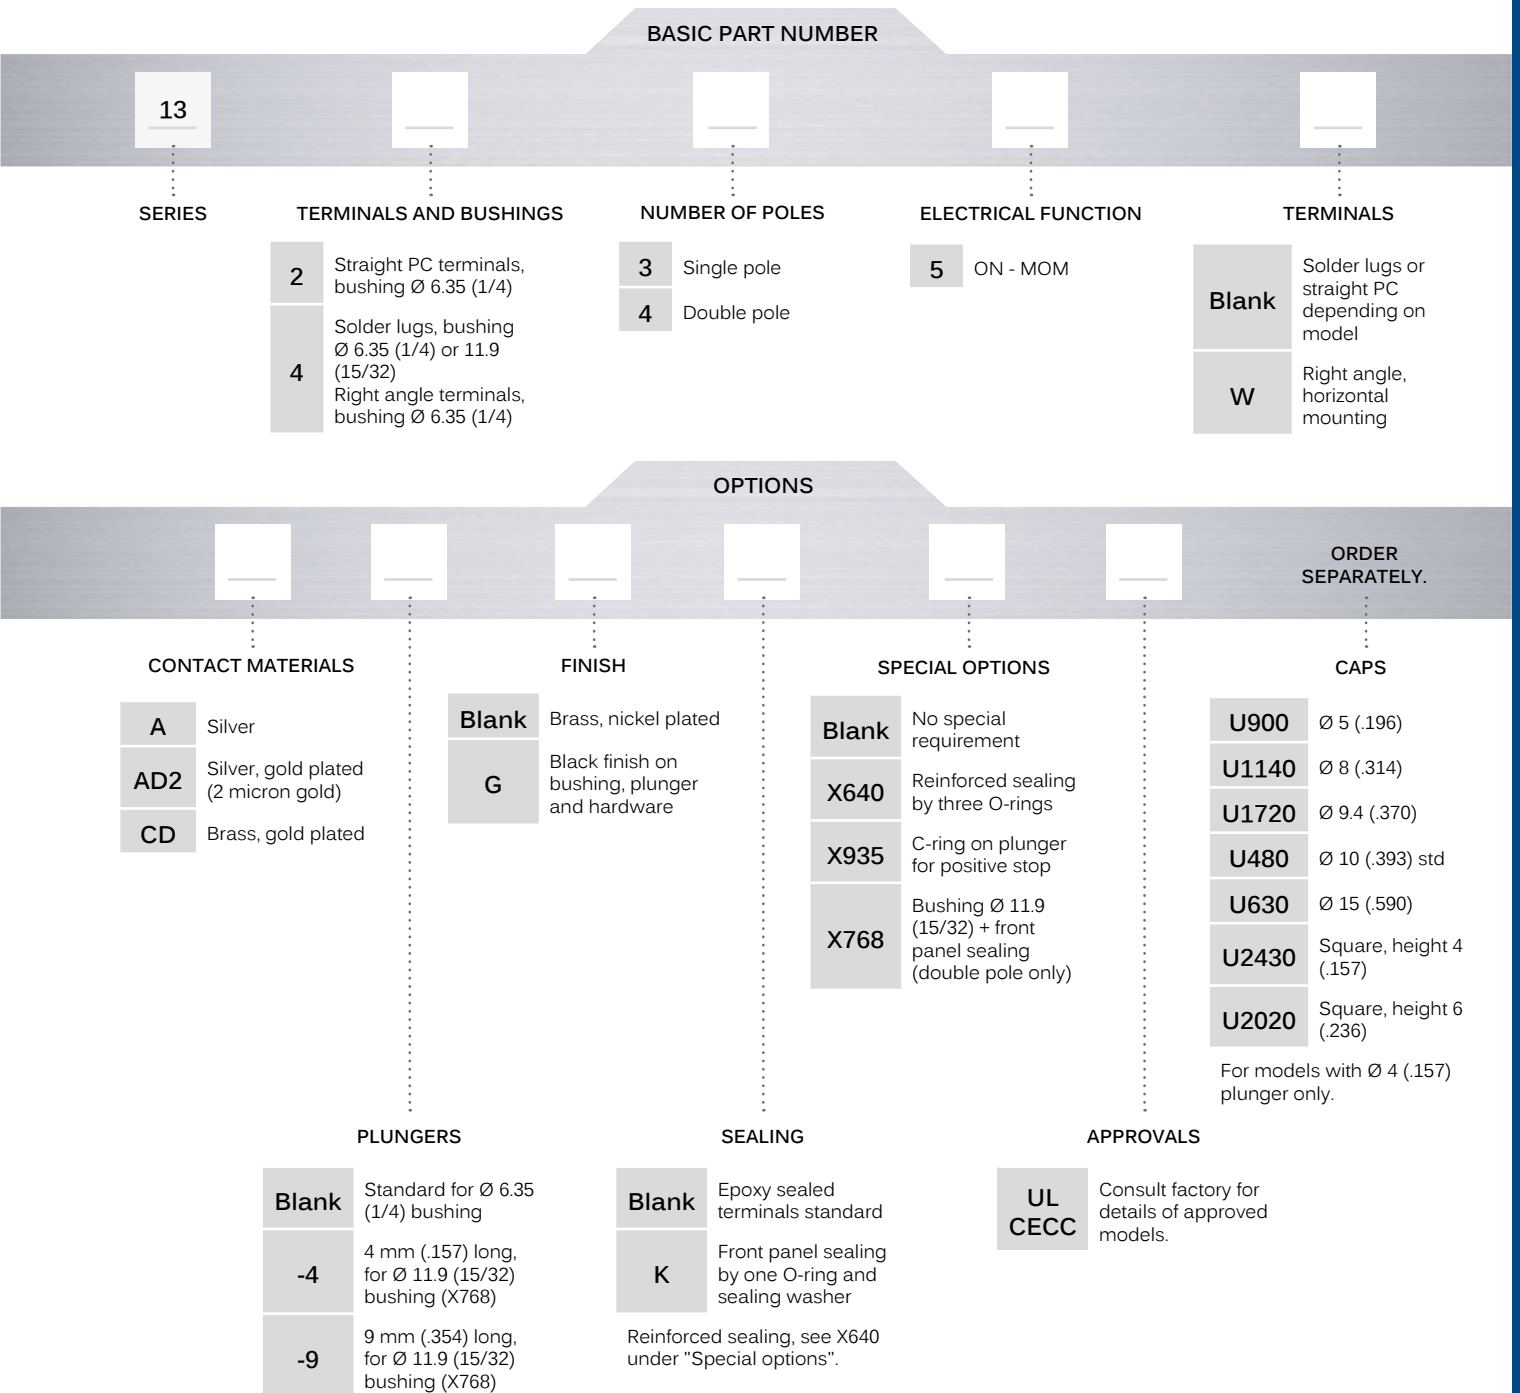 BASIC PART NUMBER
13
SERIES
TERMINALS AND BUSHINGS
2
Straight PC terminals,
bushing Ø 6.35 (1/4)
4
Solder lugs, bushing
Ø 6.35 (1/4) or 11.9
(15/32)
Right angle terminals,
bushing Ø 6.35 (1/4)
NUMBER OF POLES
3
Single pole
4
Double pole
ELECTRICAL FUNCTION
5
ON - MOM
TERMINALS
Blank
Solder lugs or
straight PC
depending on
model
W
Right angle,
horizontal
mounting
OPTIONS
ORDER
SEPARATELY.
CONTACT MATERIALS
A
Silver
AD2
Silver, gold plated
(2 micron gold)
CD
Brass, gold plated
FINISH
Blank
Brass, nickel plated
G
Black finish on
bushing, plunger
and hardware
SPECIAL OPTIONS
Blank
No special
requirement
X640
Reinforced sealing
by three O-rings
X935
C-ring on plunger
for positive stop
X768
Bushing Ø 11.9
(15/32) + front
panel sealing
(double pole only)
CAPS
U900
Ø 5 (.196)
U1140
Ø 8 (.314)
U1720
Ø 9.4 (.370)
U480
Ø 10 (.393) std
U630
Ø 15 (.590)
U2430
Square, height 4
(.157)
U2020
Square, height 6
(.236)
For models with Ø 4 (.157)
plunger only.
PLUNGERS
Blank
Standard for Ø 6.35
(1/4) bushing
-4
4 mm (.157) long,
for Ø 11.9 (15/32)
bushing (X768)
-9
9 mm (.354) long,
for Ø 11.9 (15/32)
bushing (X768)
SEALING
Blank
Epoxy sealed
terminals standard
K
Front panel sealing
by one O-ring and
sealing washer
Reinforced sealing, see X640
under "Special options".
APPROVALS
UL
CECC
Consult factory for
details of approved
models.